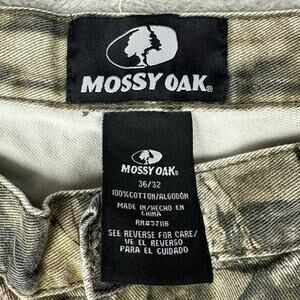 MOSSY OAK®
MOSSY OAK®
36/32
100%COTTON/ALGODÓN
MADE IN/HECHO EN
CHINA
RN#37118
SEE REVERSE FOR CARE/
VE EL REVERSO
PARA EL CUIDADO